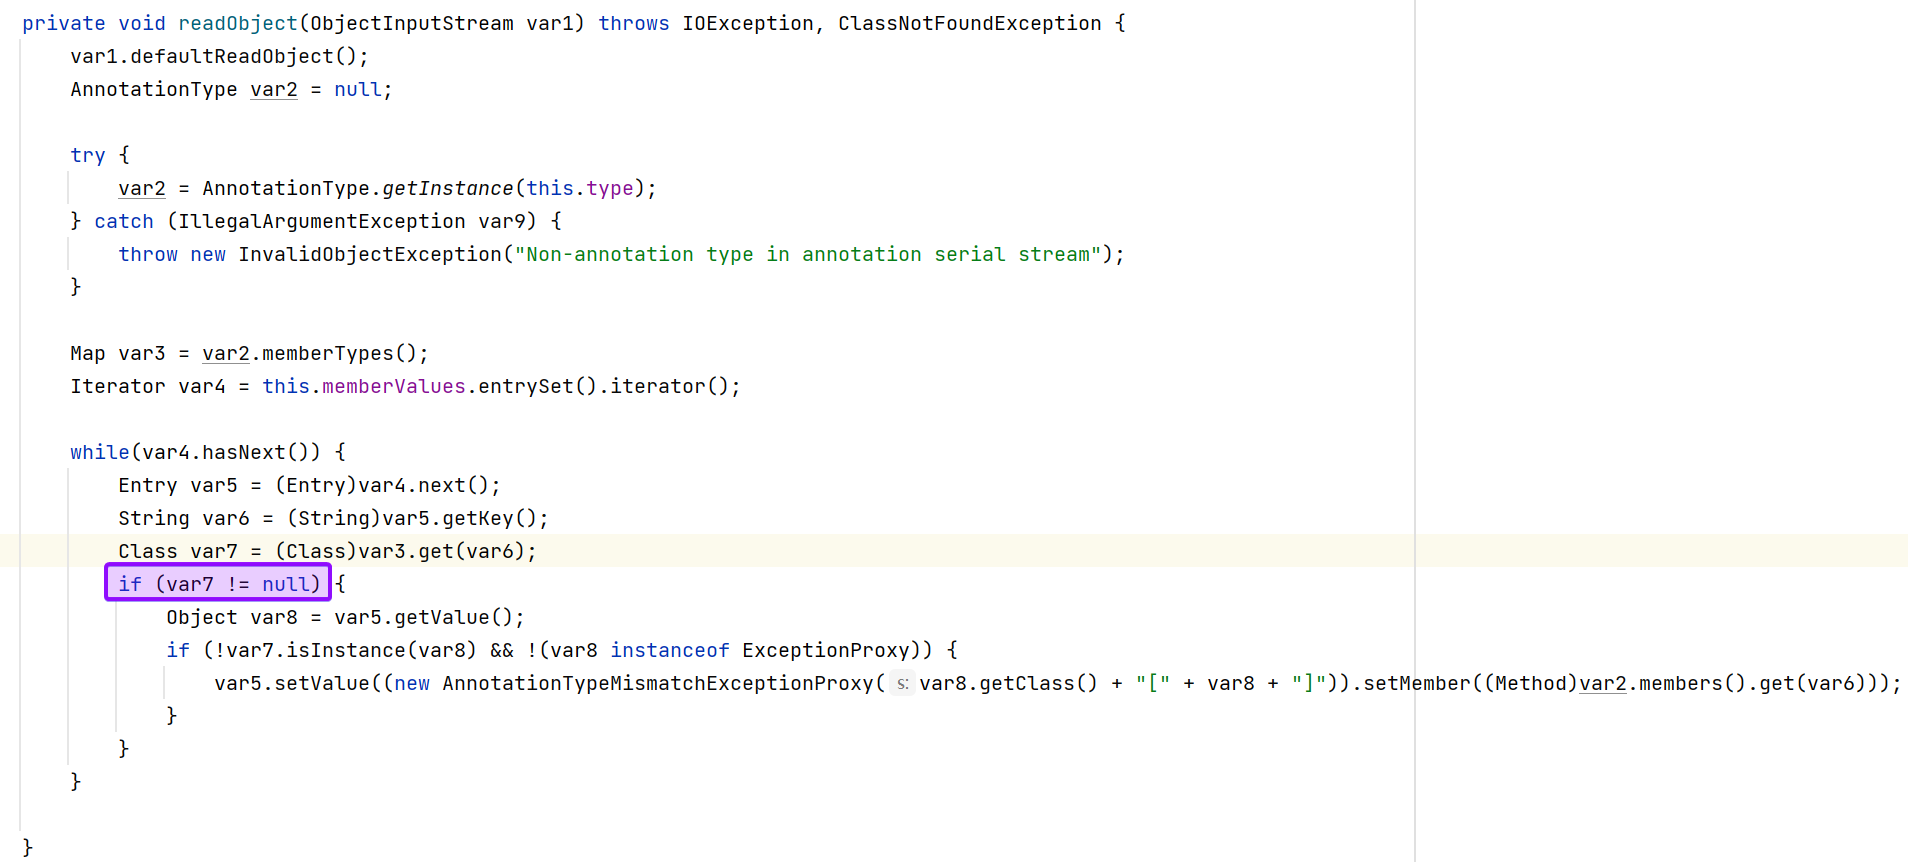 private void readObject(ObjectInputStream var1) throws IOException, ClassNotFoundException {
    var1.defaultReadObject();
    AnnotationType var2 = null;

    try {
        var2 = AnnotationType.getInstance(this.type);
    } catch (IllegalArgumentException var9) {
        throw new InvalidObjectException("Non-annotation type in annotation serial stream");
    }

    Map var3 = var2.memberTypes();
    Iterator var4 = this.memberValues.entrySet().iterator();

    while(var4.hasNext()) {
        Entry var5 = (Entry)var4.next();
        String var6 = (String)var5.getKey();
        Class var7 = (Class)var3.get(var6);
        if (var7 != null) {
            Object var8 = var5.getValue();
            if (!var7.isInstance(var8) && !(var8 instanceof ExceptionProxy)) {
                var5.setValue((new AnnotationTypeMismatchExceptionProxy( s: var8.getClass() + "[" + var8 + "]")).setMember((Method)var2.members().get(var6)));
            }
        }
    }

}